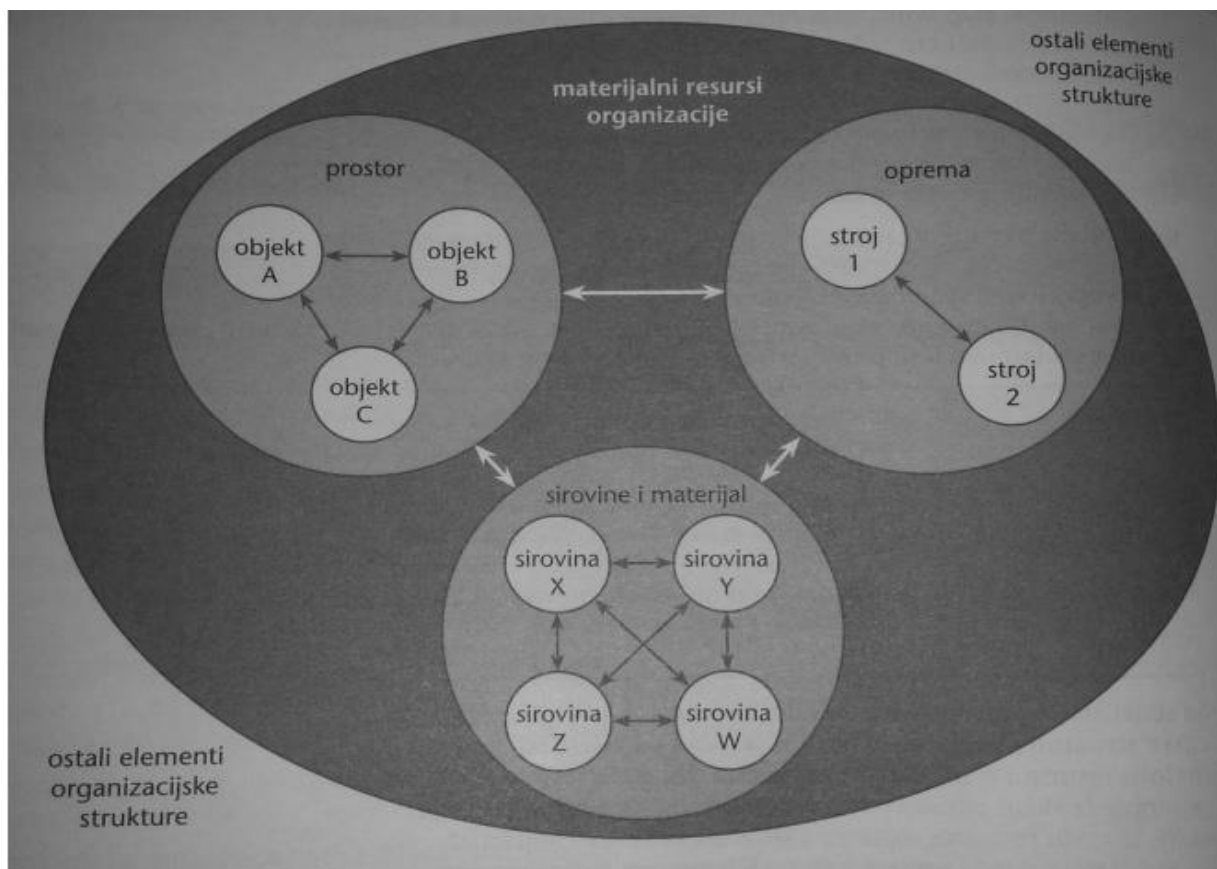 ostali elementi
organizacijske
strukture
materijalni resursi
organizacije
prostor
oprema
objekt
A
objekt
B
objekt
C
stroj
1
stroj
2
sirovine i materijal
sirovina
X
sirovina
Y
sirovina
Z
sirovina
W
ostali elementi
organizacijske
strukture